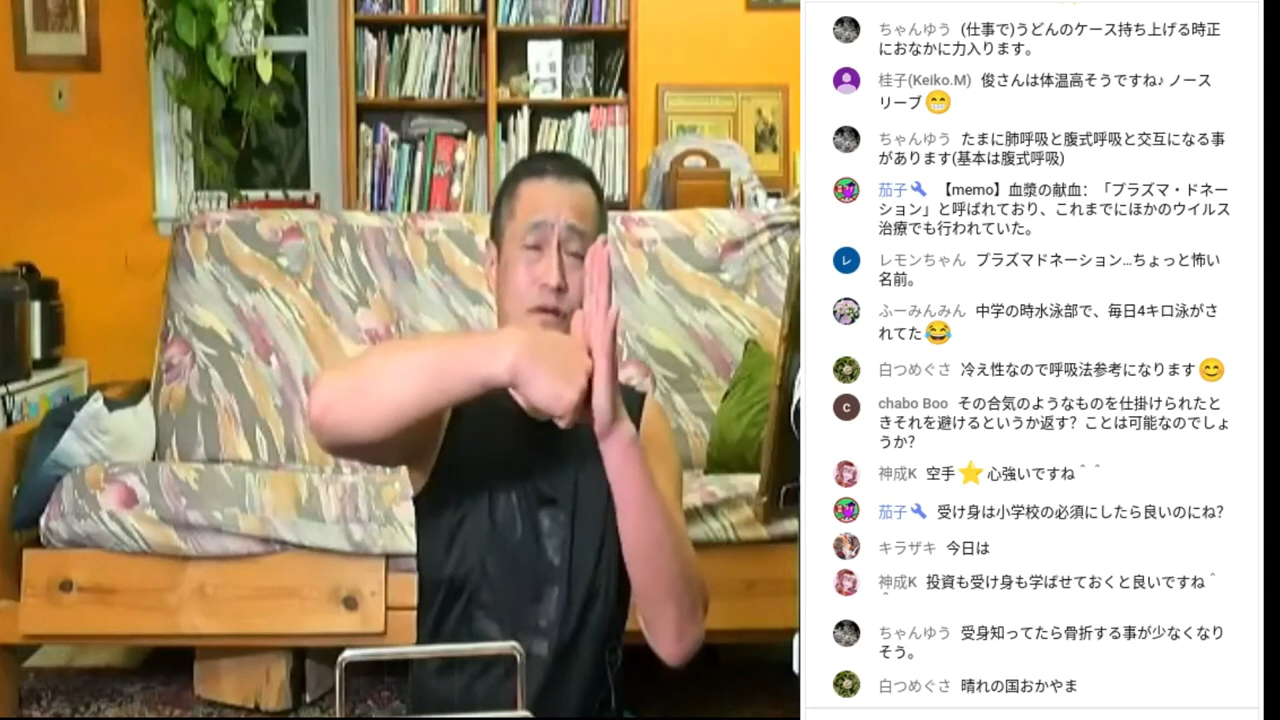 ちゃんゆう (仕事で)うどんのケース持ち上げる時正
におなかに力入ります。
桂子(Keiko.M) 俊さんは体温高そうですね♪ ノース
リーブ😁
ちゃんゆう たまに肺呼吸と腹式呼吸と交互になる事
があります(基本は腹式呼吸)
茄子🔧 【memo】血漿の献血：「プラズマ・ドネー
ション」と呼ばれており、これまでにほかのウイルス
治療でも行われていた。
レ レモンちゃん プラズマドネーション...ちょっと怖い
名前。
ふーみんみん 中学の時水泳部で、毎日4キロ泳がさ
れてた😂
白つめぐさ 冷え性なので呼吸法参考になります😊
c chabo Boo その合気のようなものを仕掛けられたと
きそれを避けるというか返す？ことは可能なのでしょ
うか？
神成K 空手⭐心強いですね＾＾
茄子🔧 受け身は小学校の必須にしたら良いのにね?
キラザキ 今日は
神成K 投資も受け身も学ばせておくと良いですね＾
＾
ちゃんゆう 受身知ってたら骨折する事が少なくなり
そう。
白つめぐさ 晴れの国おかやま